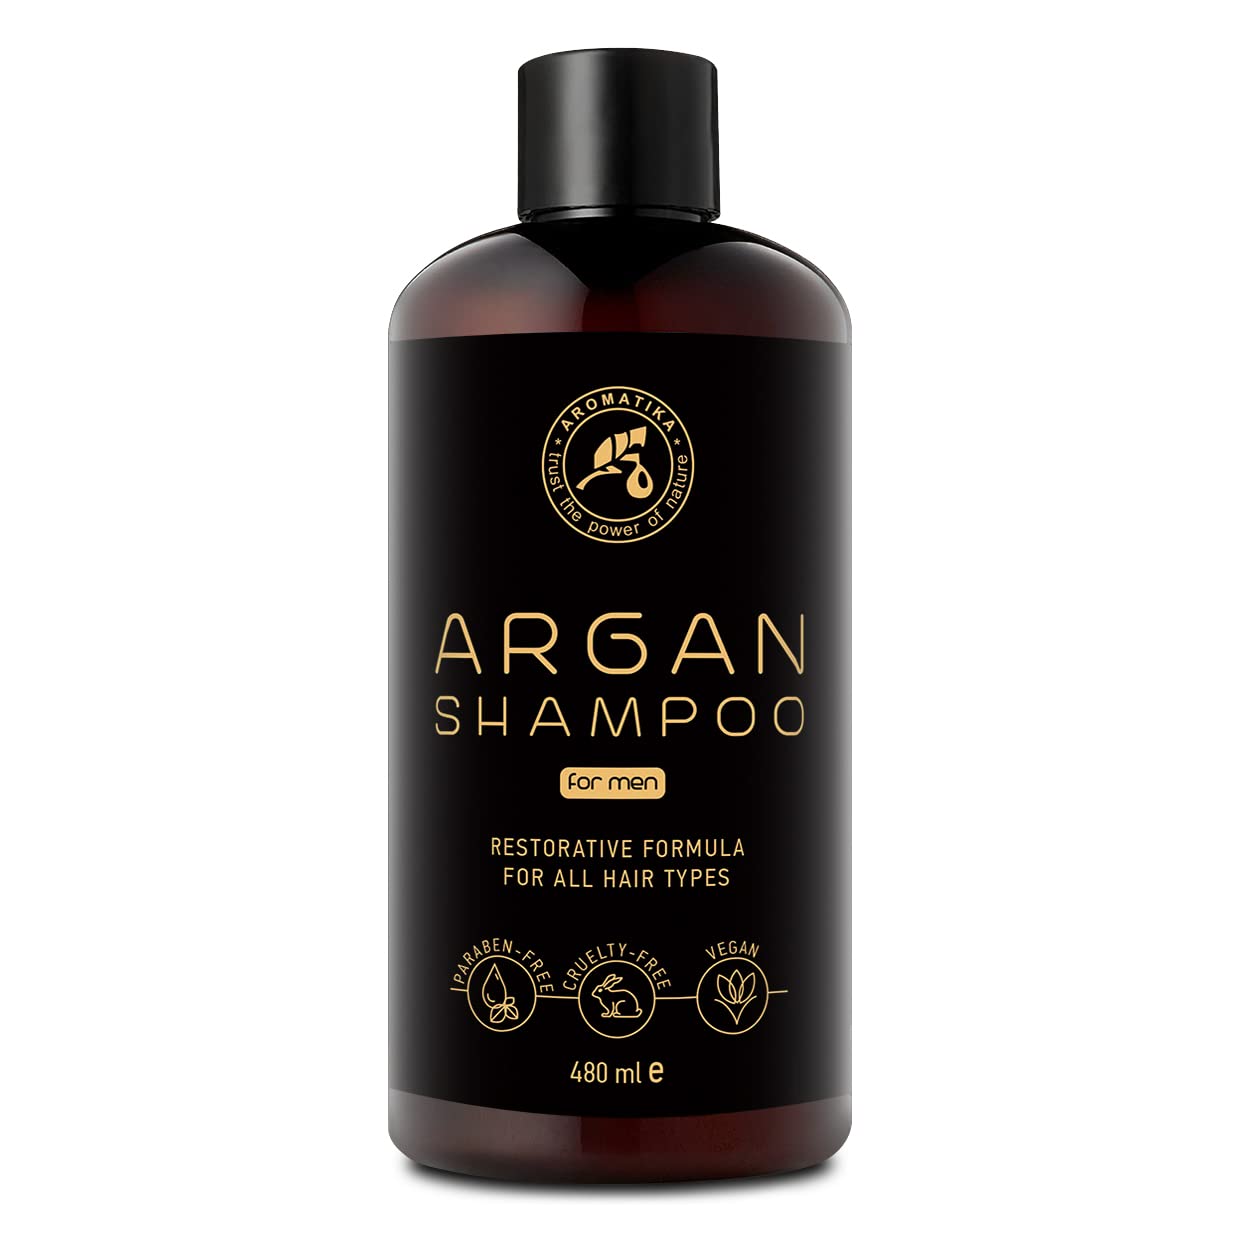 AROMATIKA
* trust the power of nature *
ARGAN
SHAMPOO
for men
RESTORATIVE FORMULA
FOR ALL HAIR TYPES
PARABEN-FREE
CRUELTY-FREE
VEGAN
480 ml e